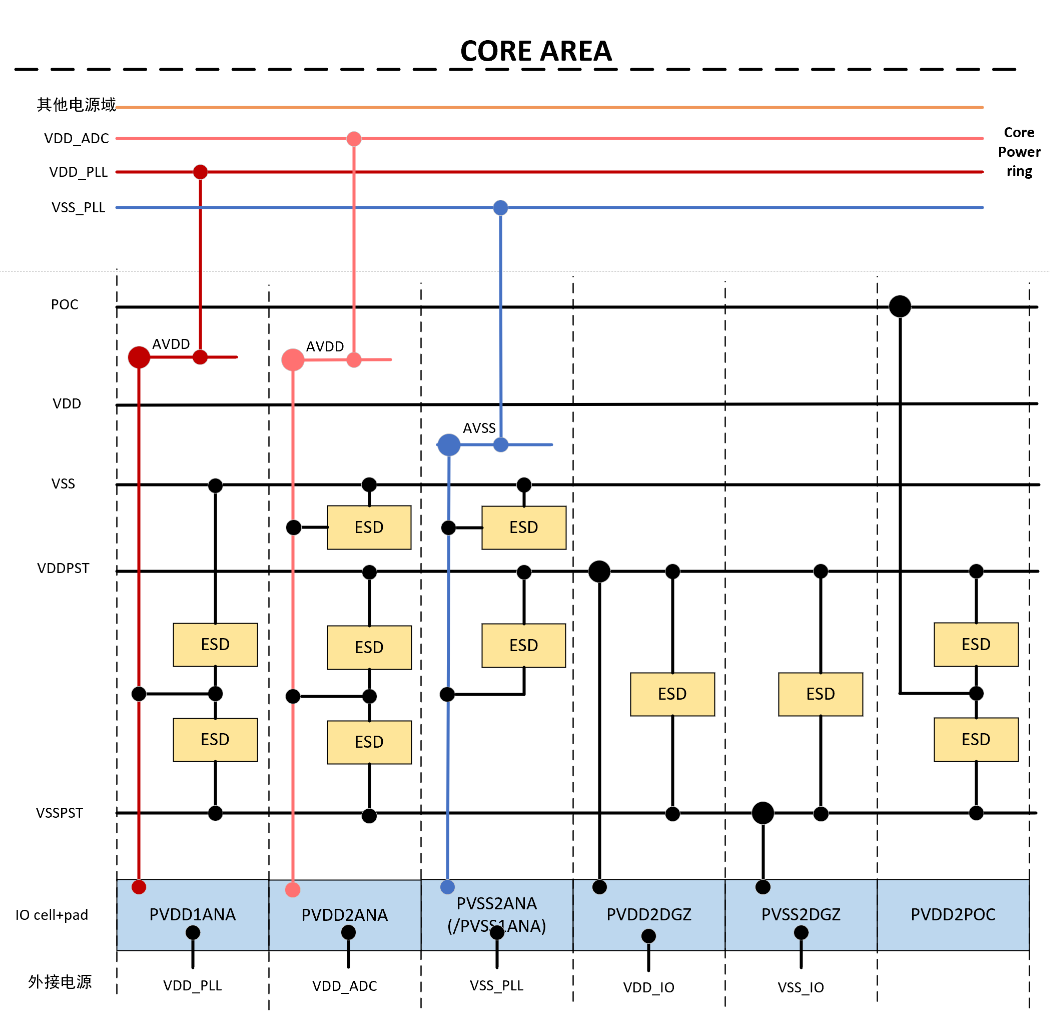 CORE AREA
其他电源域
VDD_ADC
VDD_PLL
VSS_PLL
Core
Power
ring
POC
AVDD
AVDD
VDD
AVSS
VSS
ESD
ESD
VDDPST
ESD
ESD
ESD
ESD
ESD
ESD
ESD
ESD
ESD
VSSPST
IO cell+pad
PVDD1ANA
PVDD2ANA
PVSS2ANA
(/PVSS1ANA)
PVDD2DGZ
PVSS2DGZ
PVDD2POC
外接电源
VDD_PLL
VDD_ADC
VSS_PLL
VDD_IO
VSS_IO